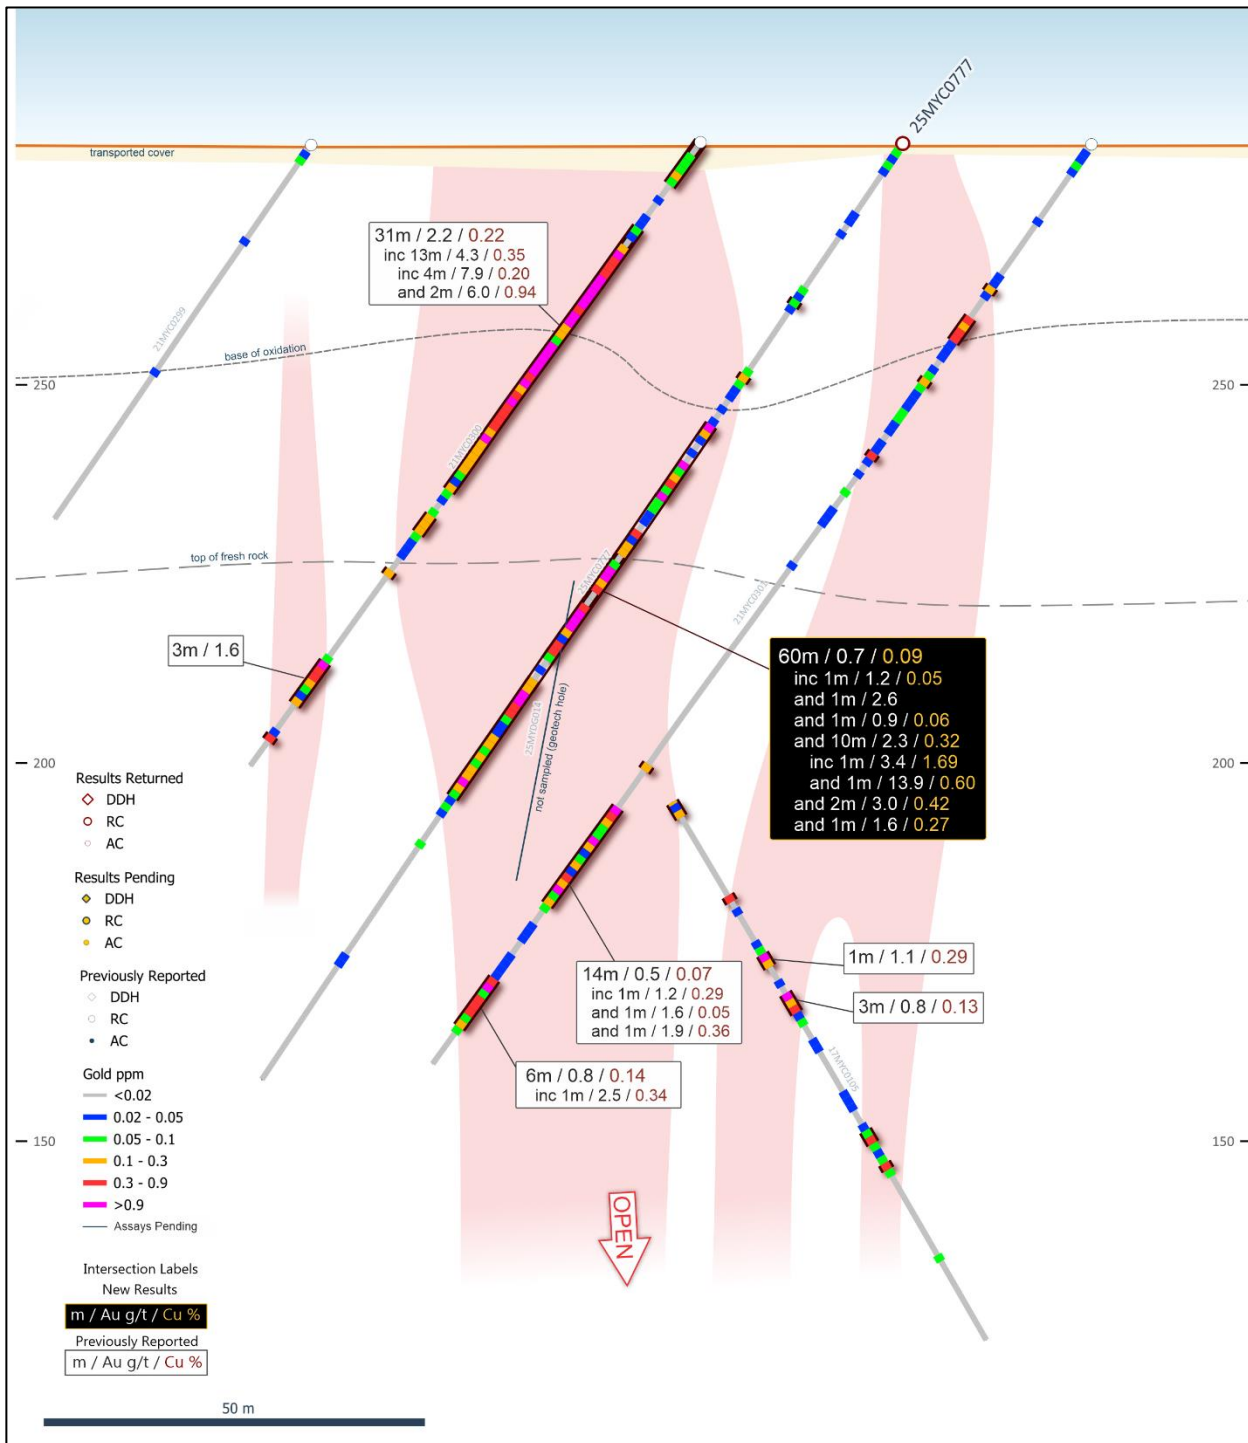 25MYC0777
transported cover
31m / 2.2 / 0.22
inc 13m / 4.3 / 0.35
inc 4m / 7.9 / 0.20
and 2m / 6.0 / 0.94
21MYC0299
base of oxidation
250
250
21MYC0300
top of fresh rock
25MYC0777
21MYC0301
3m / 1.6
60m / 0.7 / 0.09
inc 1m / 1.2 / 0.05
and 1m / 2.6
and 1m / 0.9 / 0.06
and 10m / 2.3 / 0.32
inc 1m / 3.4 / 1.69
and 1m / 13.9 / 0.60
and 2m / 3.0 / 0.42
and 1m / 1.6 / 0.27
25MYDG014
not sampled (geotech hole)
200
200
Results Returned
DDH
RC
AC
Results Pending
DDH
RC
AC
Previously Reported
DDH
RC
AC
1m / 1.1 / 0.29
14m / 0.5 / 0.07
inc 1m / 1.2 / 0.29
and 1m / 1.6 / 0.05
and 1m / 1.9 / 0.36
3m / 0.8 / 0.13
17MYC0108
6m / 0.8 / 0.14
inc 1m / 2.5 / 0.34
Gold ppm
<0.02
0.02 - 0.05
0.05 - 0.1
0.1 - 0.3
0.3 - 0.9
>0.9
Assays Pending
150
150
OPEN
Intersection Labels
New Results
m / Au g/t / Cu %
Previously Reported
m / Au g/t / Cu %
50 m